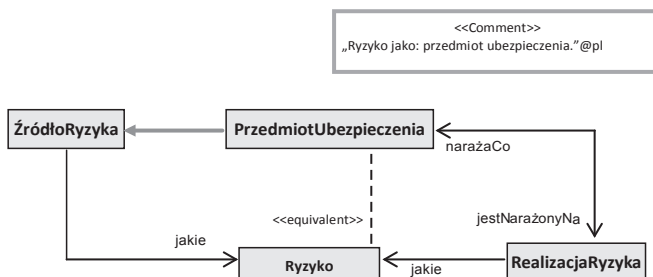 <<Comment>>
„Ryzyko jako: przedmiot ubezpieczenia.”@pl
ŹródłoRyzyka
PrzedmiotUbezpieczenia
narażaCo
<<equivalent>>
jestNarażonyNa
jakie
Ryzyko
jakie
RealizacjaRyzyka